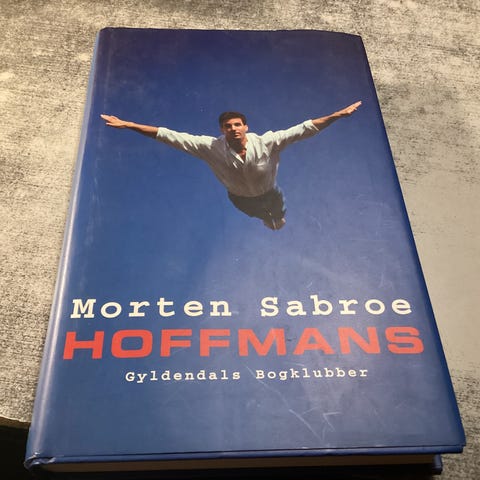 Morten Sabroe
HOFFMANS
Gyldendals Bogklubber